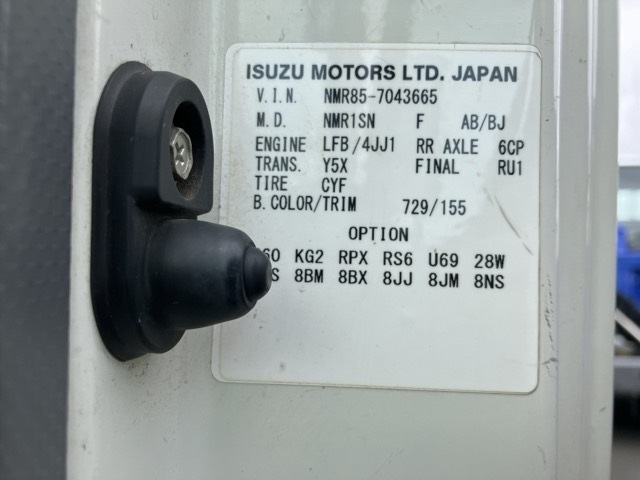 ISUZU MOTORS LTD. JAPAN
V.I.N. NMR85-7043665
M.D. NMR1SN F AB/BJ
ENGINE LFB/4JJ1 RR AXLE 6CP
TRANS. Y5X FINAL RU1
TIRE CYF
B.COLOR/TRIM 729/155
OPTION
KG2 RPX RS6 U69 28W
8BM 8BX 8JJ 8JM 8NS